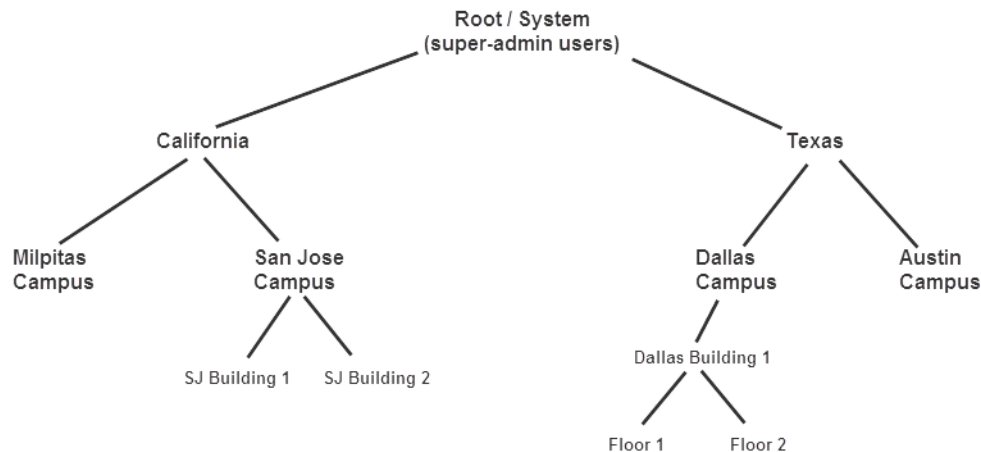 Root / System
(super-admin users)
California
Texas
Milpitas
Campus
San Jose
Campus
Dallas
Campus
Austin
Campus
SJ Building 1
SJ Building 2
Dallas Building 1
Floor 1
Floor 2